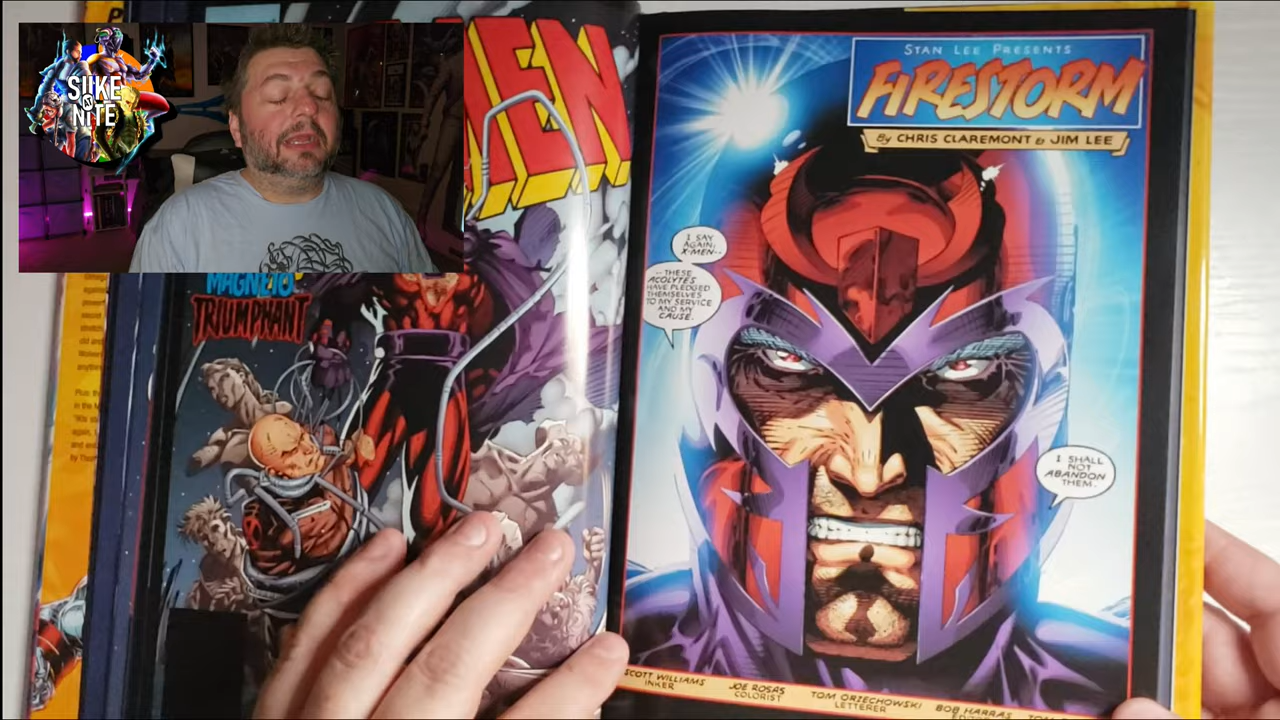 SIIKE
NITE
MEN
MAGNETO
TRIUMPHANT
STAN LEE PRESENTS
FIRESTORM
By CHRIS CLAREMONT & JIM LEE
I SAY
AGAIN,
X-MEN--
--THESE
ACOLYTES
HAVE PLEDGED
THEMSELVES
TO MY SERVICE
AND MY
CAUSE.
I SHALL
NOT
ABANDON
THEM.
SCOTT WILLIAMS
INKER
JOE ROSAS
COLORIST
TOM ORZECHOWSKI
LETTERER
BOB HARRAS